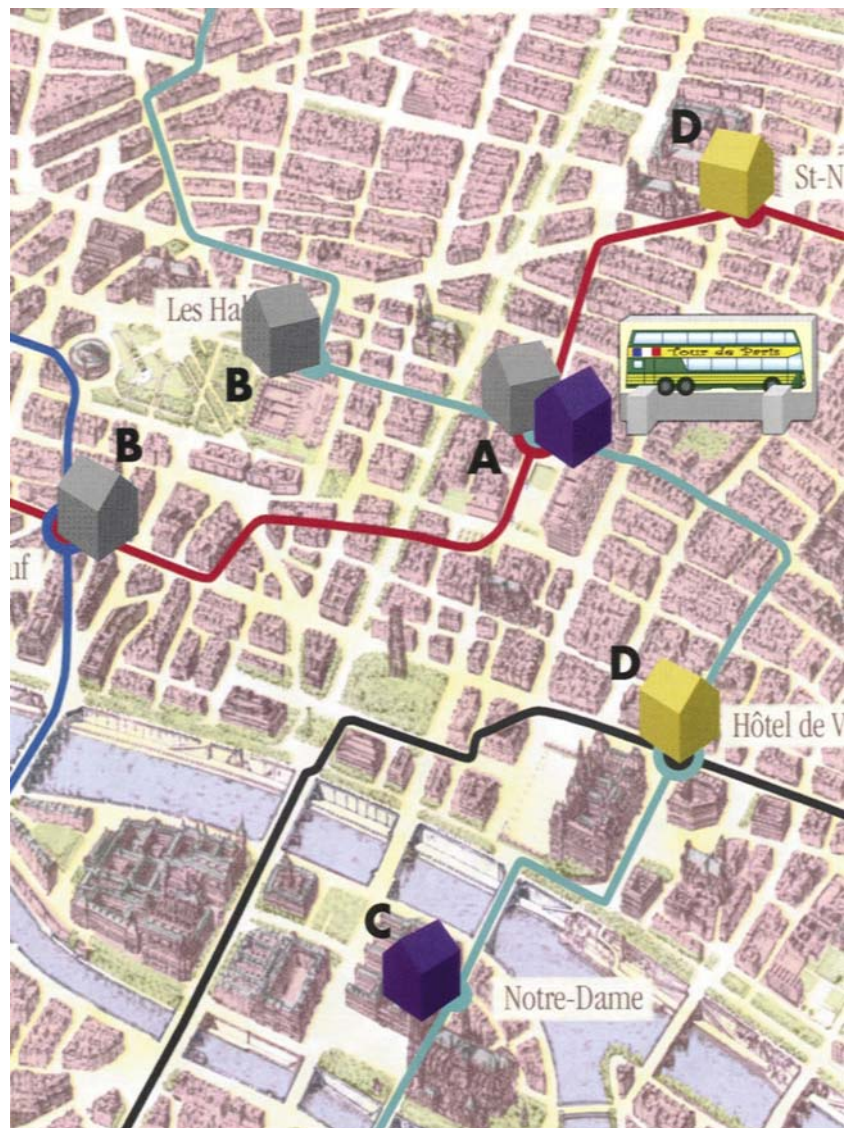 D
St-N
Les Hal
Tour de Paris
B
B
A
uf
D
Hôtel de V
C
Notre-Dame